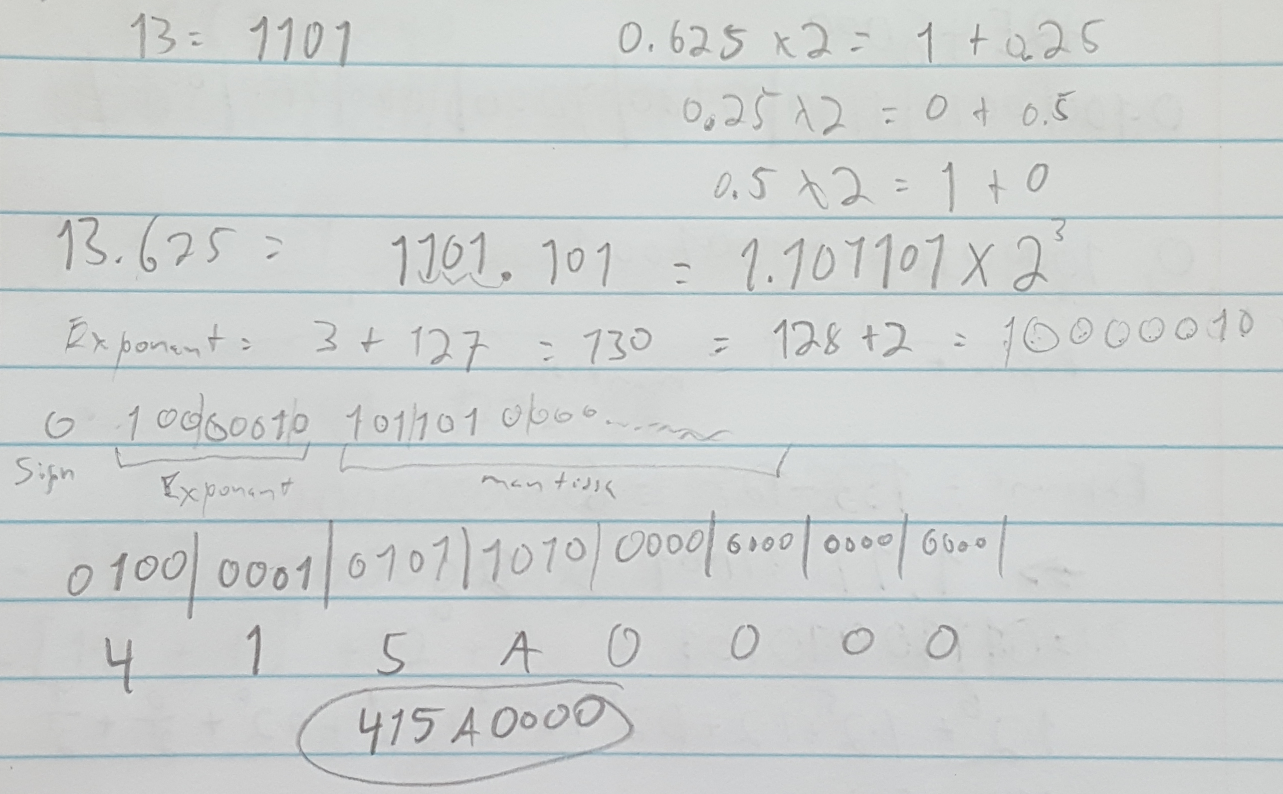 13 = 1101 0.625 x 2 = 1 + 0.25
0.25 x 2 = 0 + 0.5
0.5 x 2 = 1 + 0
13.625 = 1101.101 = 1.101101 x 2³
Exponent = 3 + 127 = 130 = 128 + 2 = 10000010
0 10000010 101101 0000.......
Sign Exponent mantissa
0100|0001|0101|1010|0000|0000|0000|0000|
4 1 5 A 0 0 0 0
415A0000